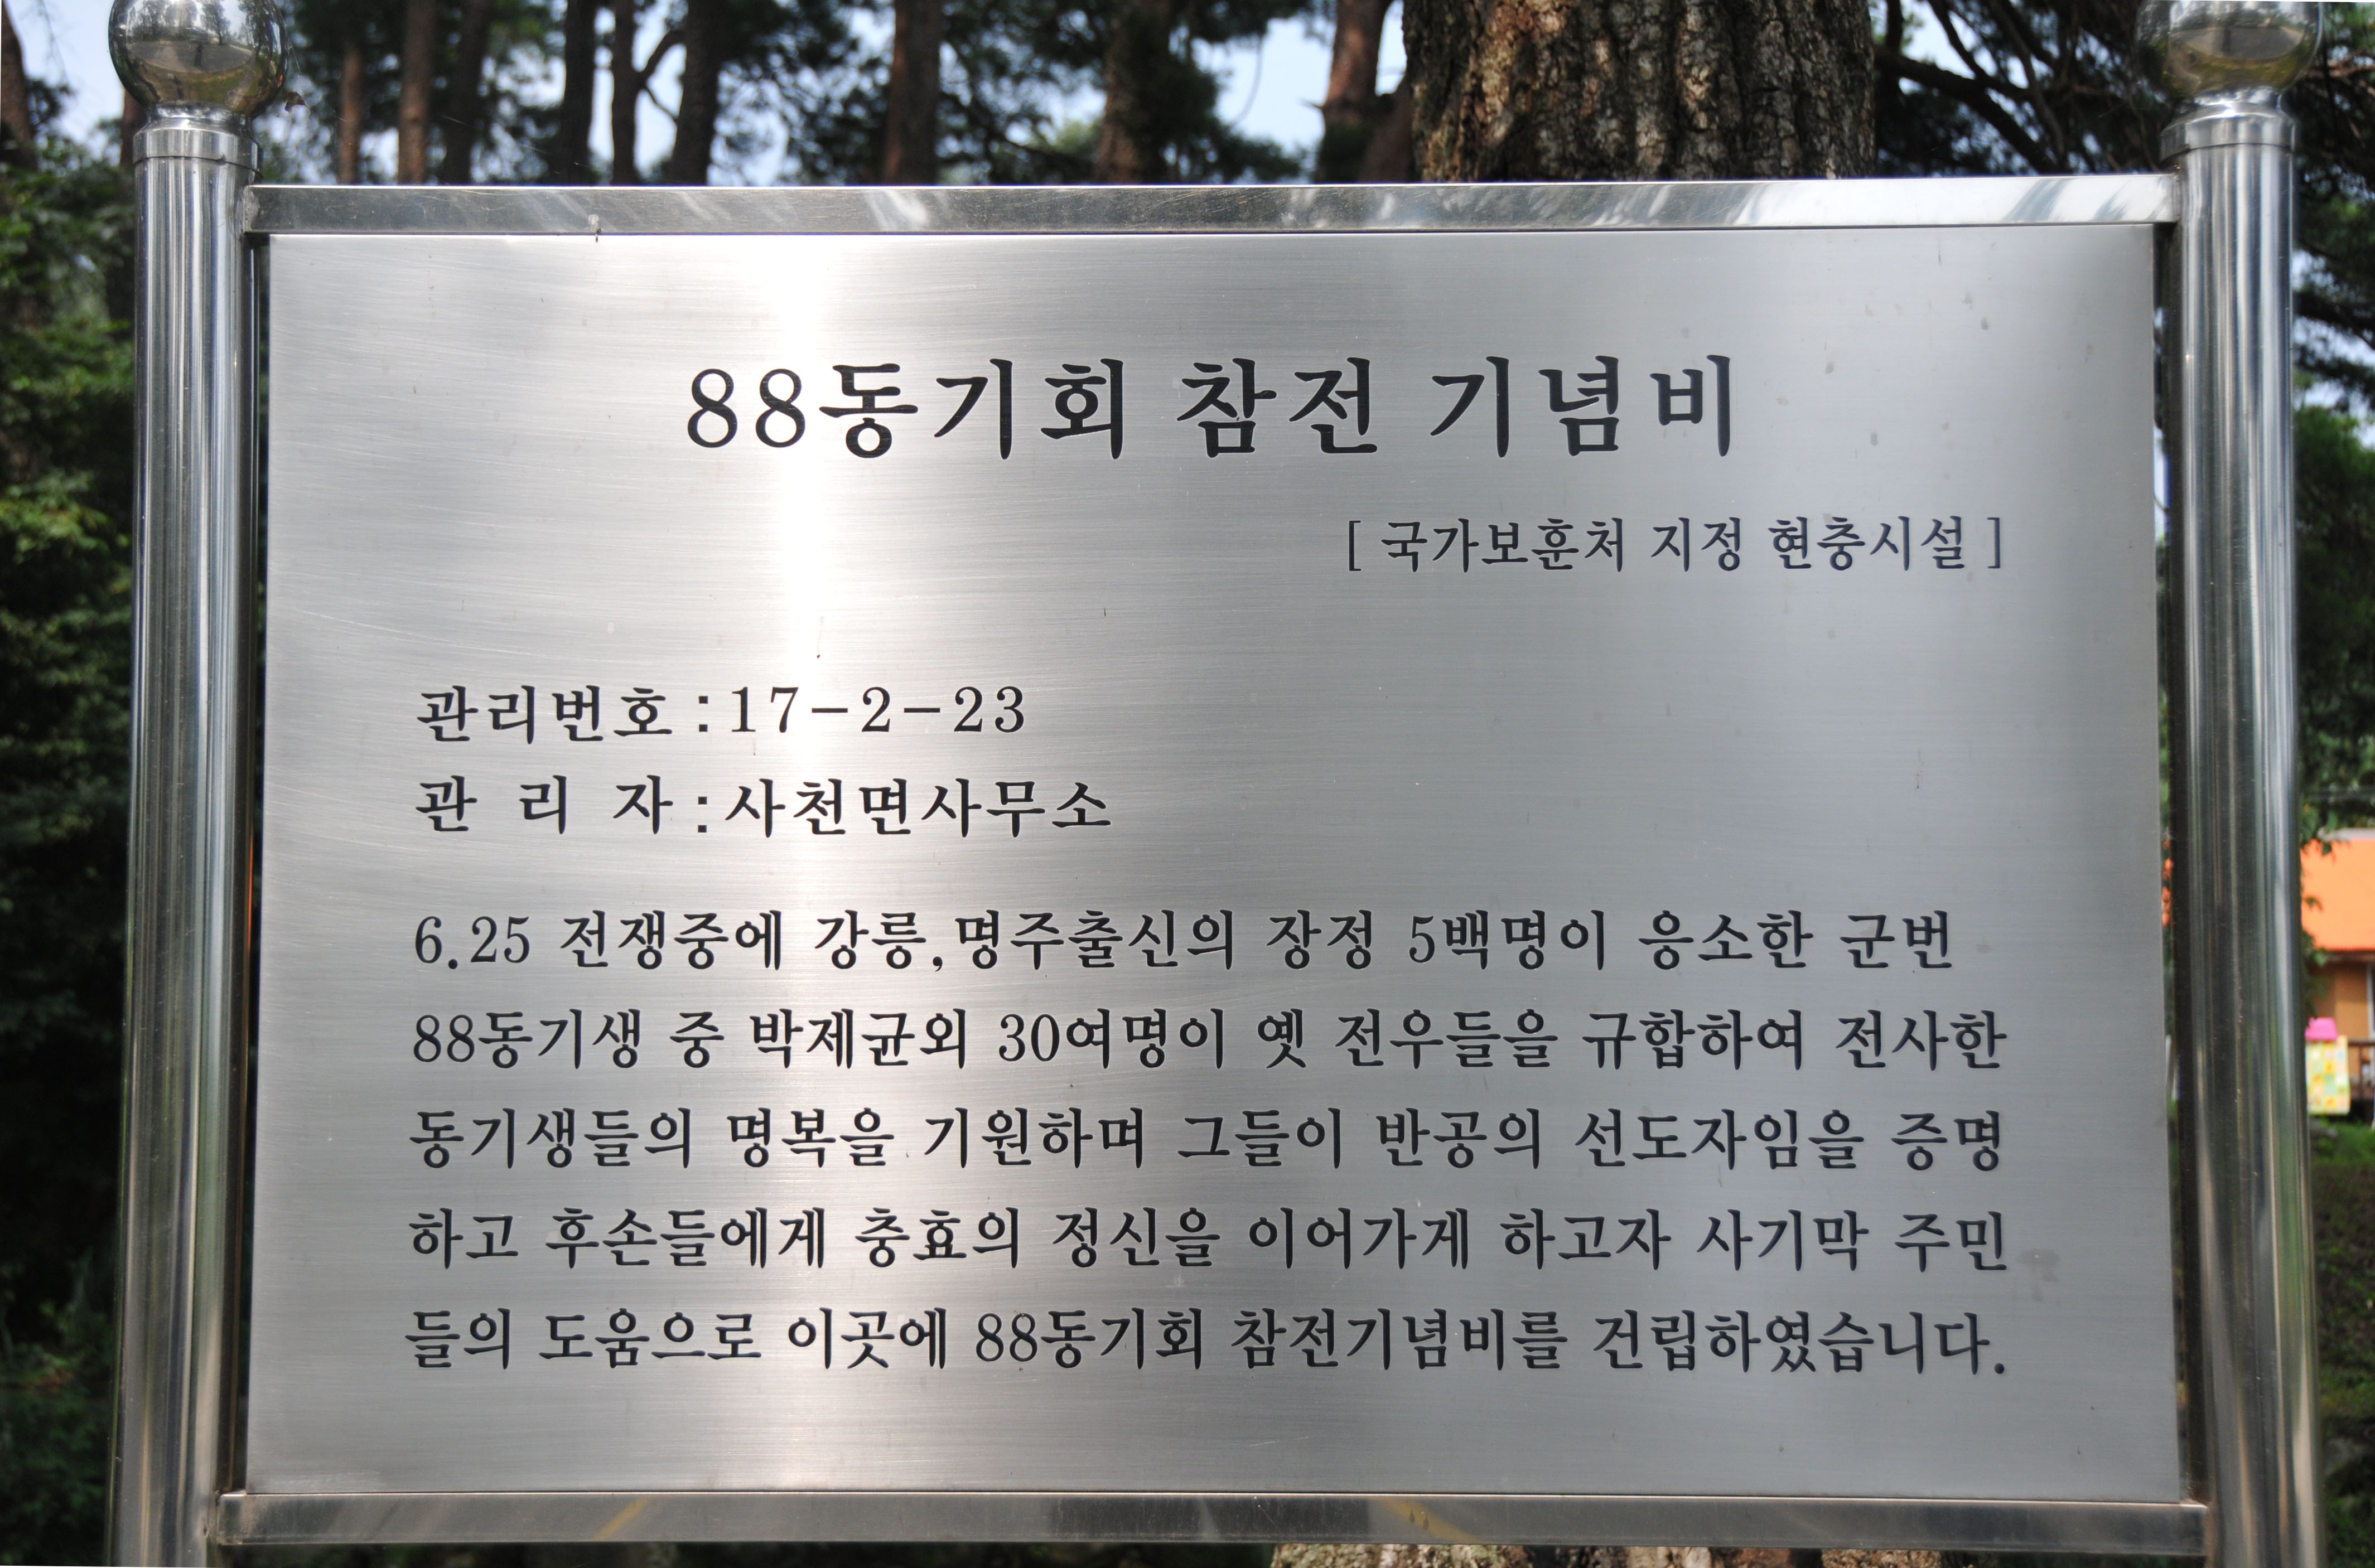 88동기회 참전 기념비
[ 국가보훈처 지정 현충시설 ]
관리번호 : 17-2-23
관 리 자 : 사천면사무소
6.25 전쟁중에 강릉,명주출신의 장정 5백명이 응소한 군번
88동기생 중 박제균외 30여명이 옛 전우들을 규합하여 전사한
동기생들의 명복을 기원하며 그들이 반공의 선도자임을 증명
하고 후손들에게 충효의 정신을 이어가게 하고자 사기막 주민
들의 도움으로 이곳에 88동기회 참전기념비를 건립하였습니다.